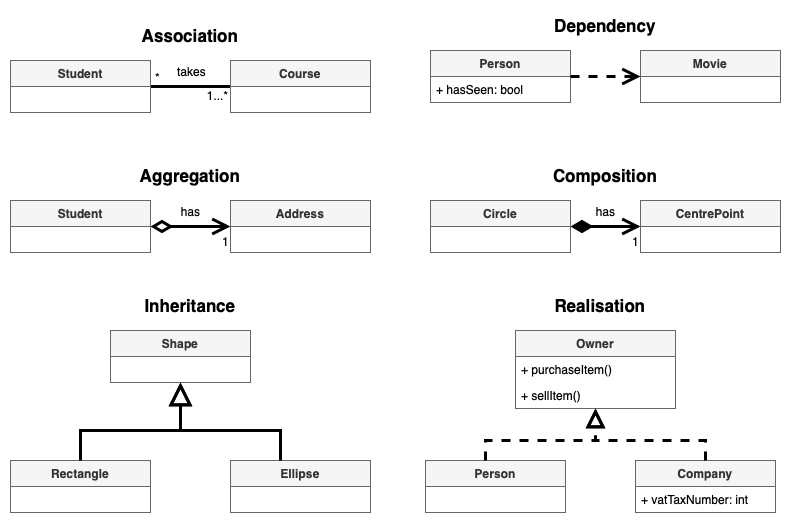 Association
Student
*
takes
1...*
Course
Dependency
Person
+ hasSeen: bool
Movie
Aggregation
Student
has
1
Address
Composition
Circle
has
1
CentrePoint
Inheritance
Shape
Rectangle
Ellipse
Realisation
Owner
+ purchaseItem()
+ sellItem()
Person
Company
+ vatTaxNumber: int